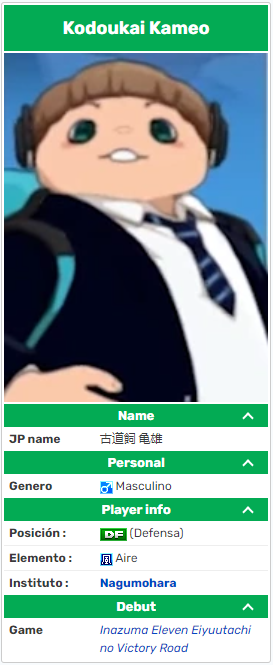 Kodoukai Kameo
Name
JP name 古道飼 亀雄
Personal
Genero Masculino
Player info
Posición : DF (Defensa)
Elemento : 风 Aire
Instituto : Nagumohara
Debut
Game Inazuma Eleven Eiyuutachi
no Victory Road